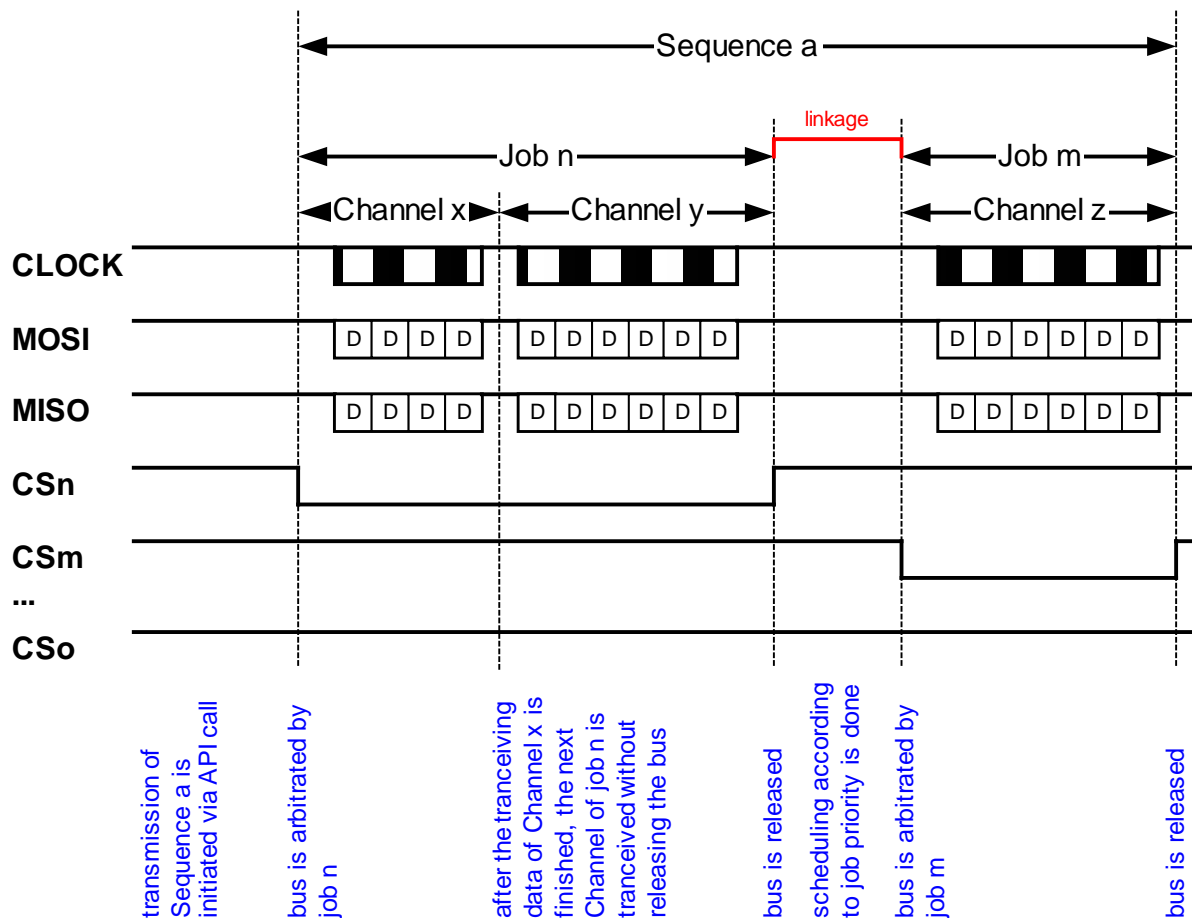 Sequence a
linkage
Job n
Job m
Channel x
Channel y
Channel z
CLOCK
MOSI
D D D D
D D D D D D
D D D D D D
MISO
D D D D
D D D D D D
D D D D D D
CSn
CSm
...
CSo
transmission of
Sequence a is
initiated via API call
bus is arbitrated by
job n
after the tranceiving
data of Channel x is
finished, the next
Channel of job n is
tranceived without
releasing the bus
bus is released
scheduling according
to job priority is done
bus is arbitrated by
job m
bus is released